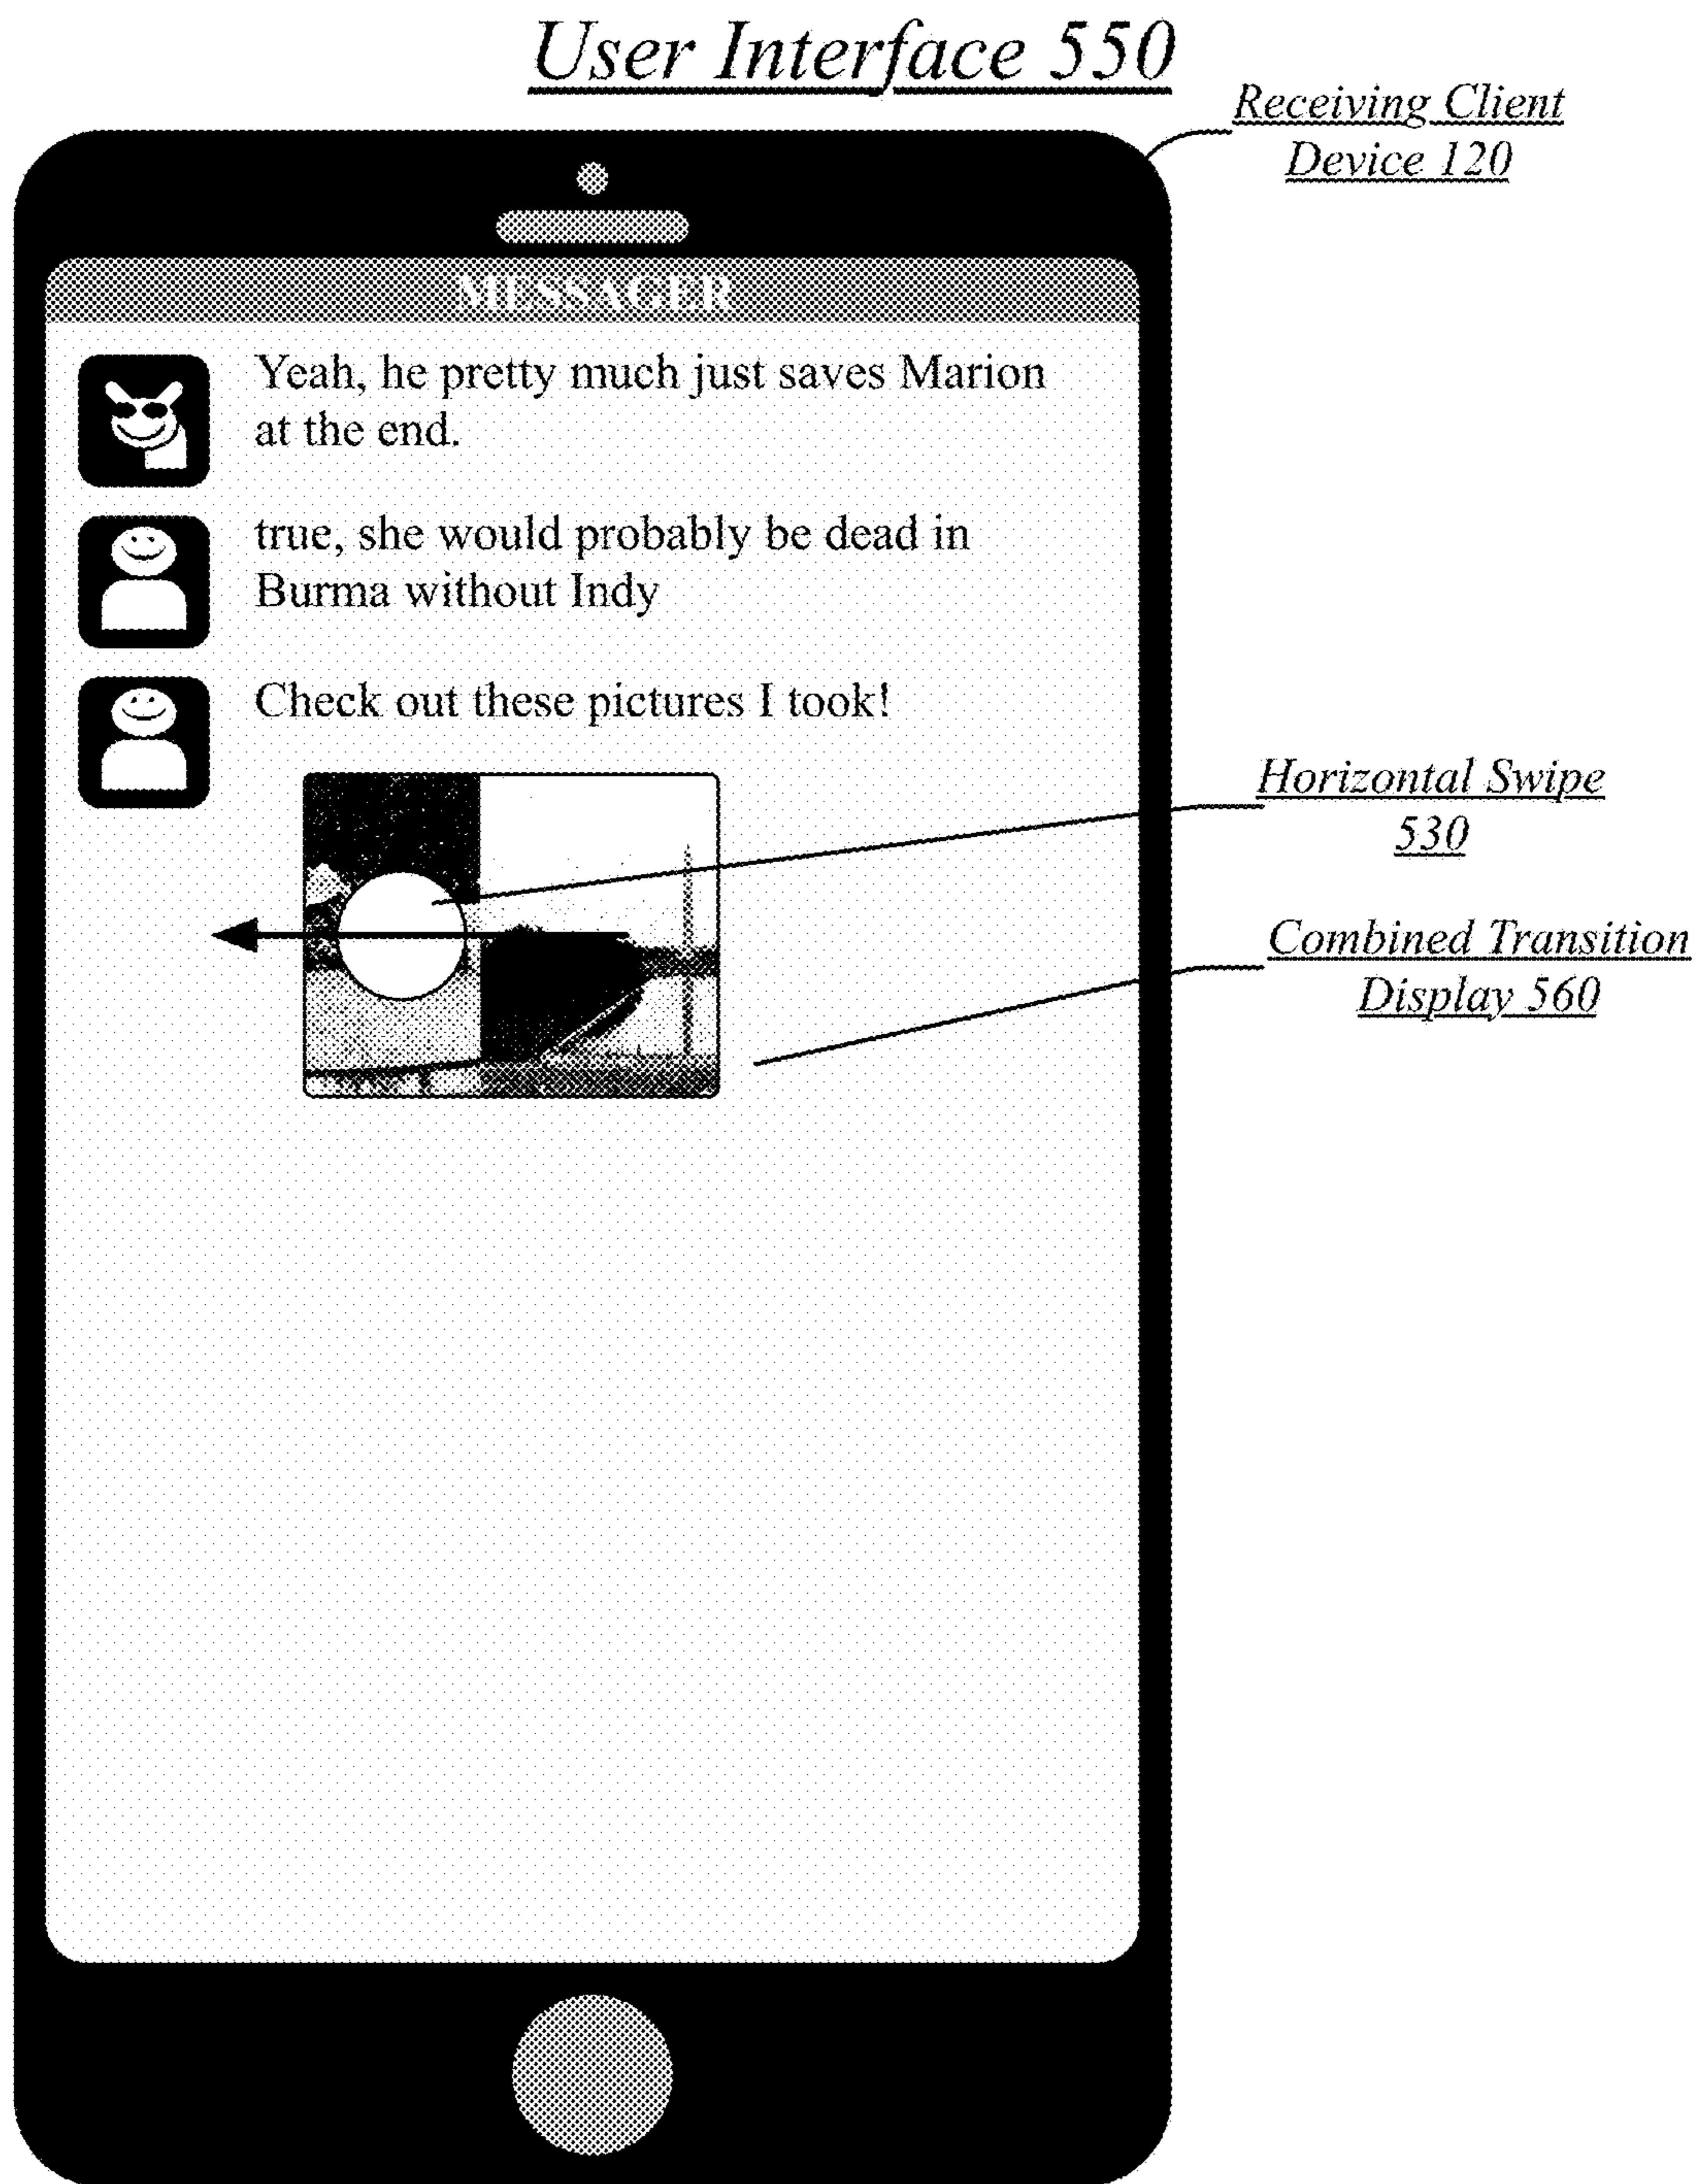 User Interface 550
Receiving Client
Device 120
MESSAGER
Yeah, he pretty much just saves Marion
at the end.
true, she would probably be dead in
Burma without Indy
Check out these pictures I took!
Horizontal Swipe
530
Combined Transition
Display 560